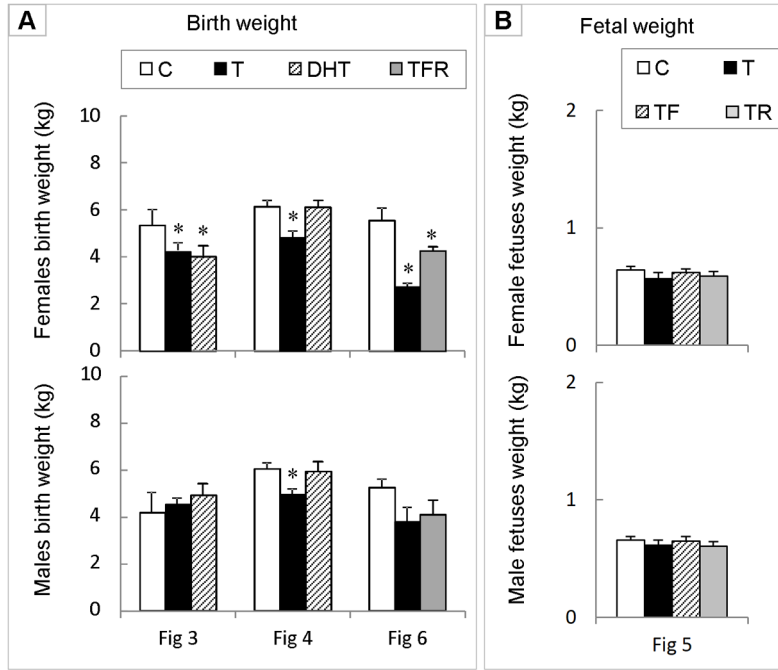 A
Birth weight
C T DHT TFR
Females birth weight (kg)
10
8
6
4
2
0
* *
*
*
*
Males birth weight (kg)
10
8
6
4
2
0
*
Fig 3 Fig 4 Fig 6
B
Fetal weight
C T
TF TR
Female fetuses weight (kg)
2
1
0
Male fetuses weight (kg)
2
1
0
Fig 5